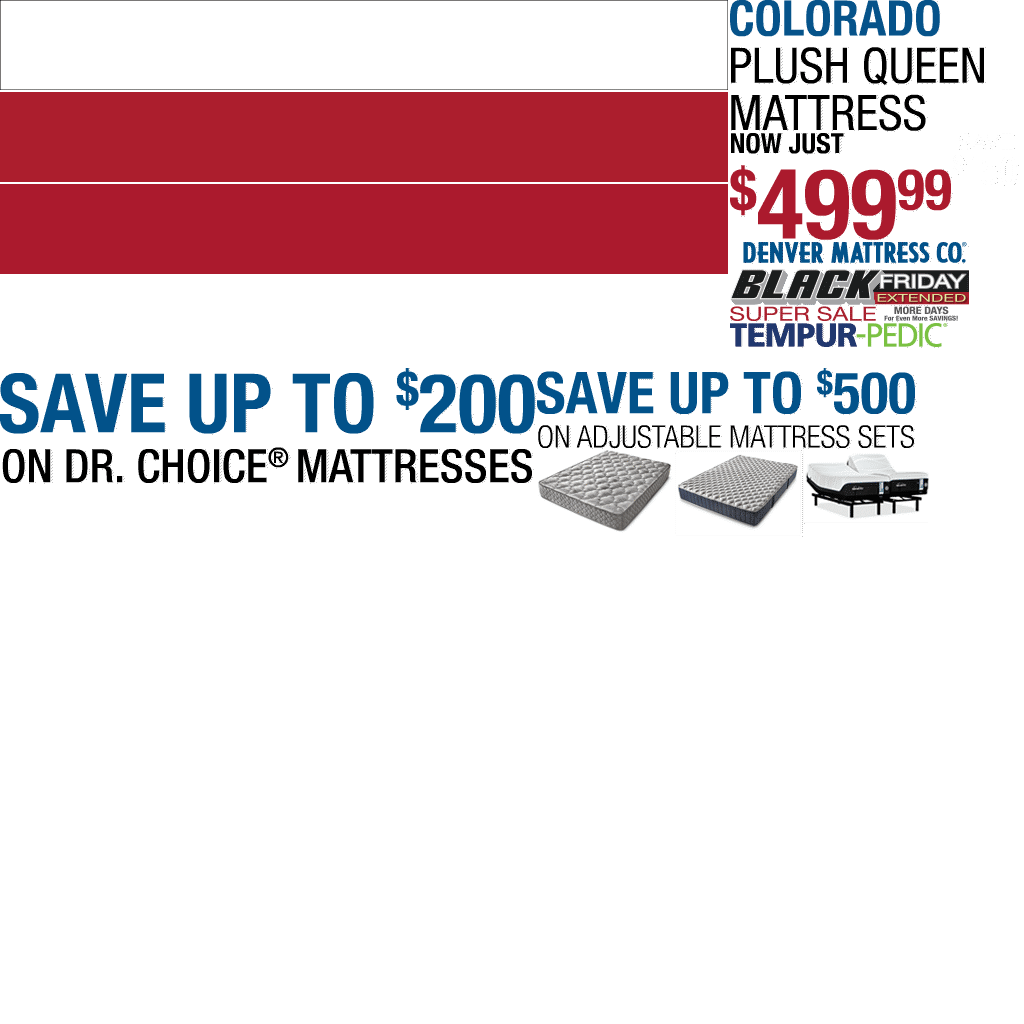 COLORADO
PLUSH QUEEN
MATTRESS
NOW JUST
$499.99
DENVER MATTRESS CO.®
BLACK FRIDAY
EXTENDED
SUPER SALE
MORE DAYS
For Even More SAVINGS!
TEMPUR-PEDIC®
SAVE UP TO $200
ON DR. CHOICE® MATTRESSES
SAVE UP TO $500
ON ADJUSTABLE MATTRESS SETS